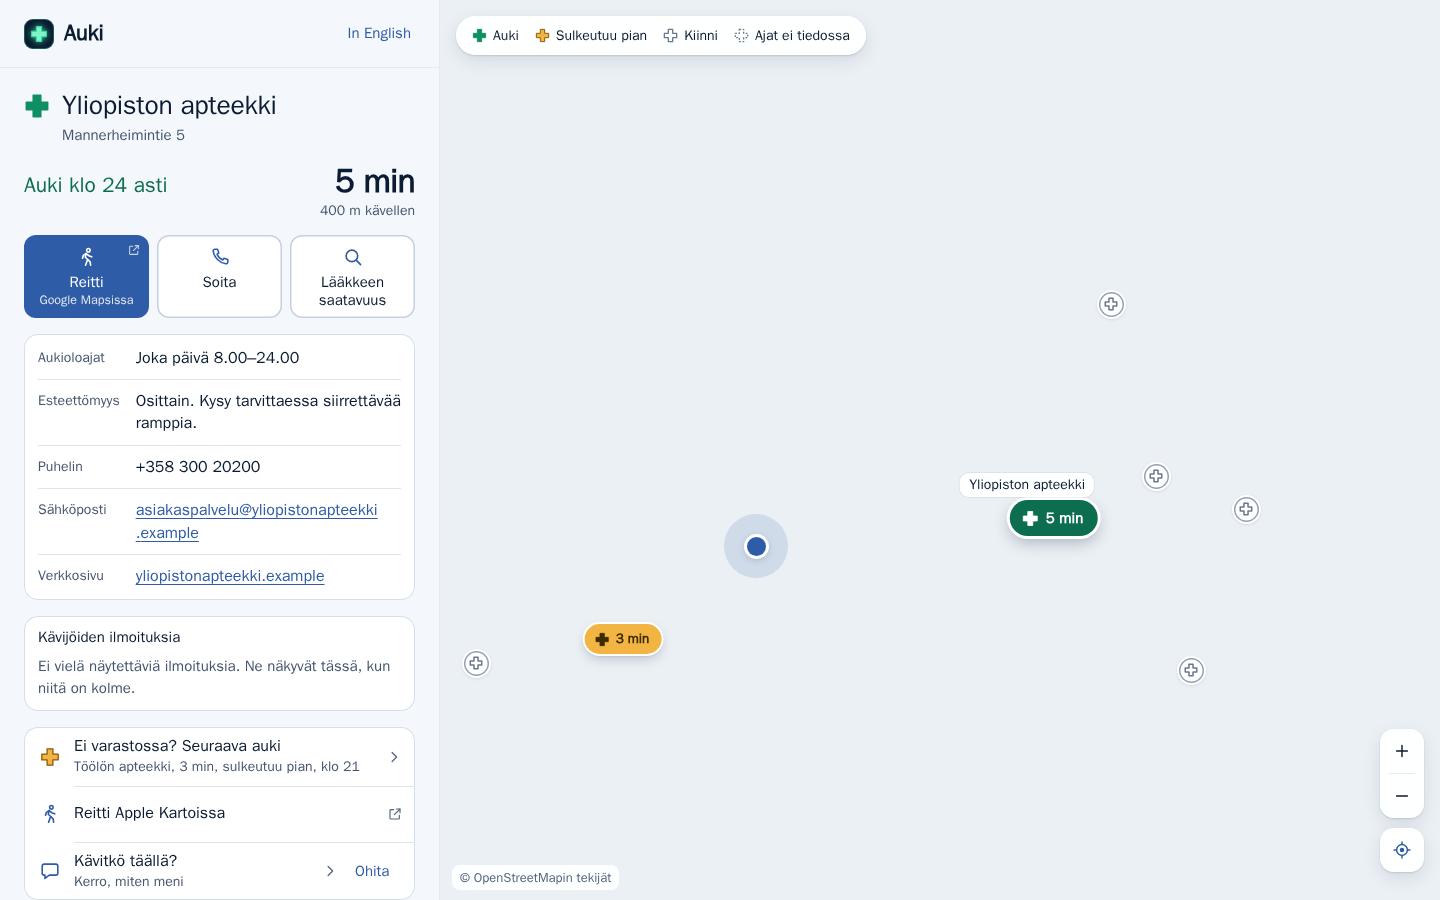 Auki
In English
Yliopiston apteekki
Mannerheimintie 5
Auki klo 24 asti
5 min
400 m kävellen
Reitti
Google Mapsissa
Soita
Lääkkeen
saatavuus
Aukioloajat
Joka päivä 8.00–24.00
Esteettömyys
Osittain. Kysy tarvittaessa siirrettävää
ramppia.
Puhelin
+358 300 20200
Sähköposti
asiakaspalvelu@yliopistonapteekki
.example
Verkkosivu
yliopistonapteekki.example
Kävijöiden ilmoituksia
Ei vielä näytettäviä ilmoituksia. Ne näkyvät tässä, kun
niitä on kolme.
Ei varastossa? Seuraava auki
Töölön apteekki, 3 min, sulkeutuu pian, klo 21
Reitti Apple Kartoissa
Kävitkö täällä?
Kerro, miten meni
Ohita
Auki
Sulkeutuu pian
Kiinni
Ajat ei tiedossa
Yliopiston apteekki
5 min
3 min
© OpenStreetMapin tekijät